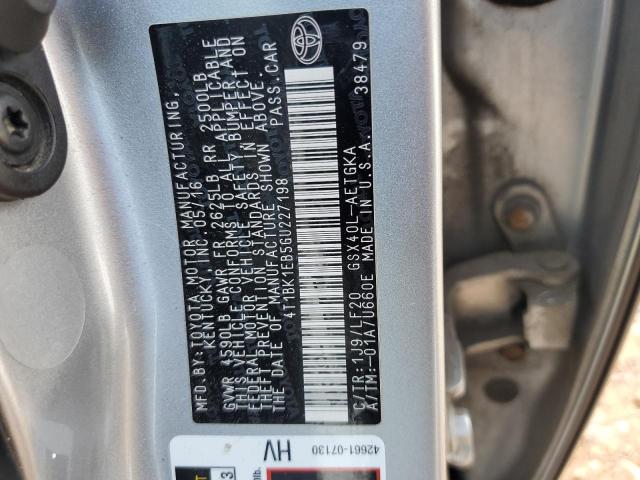 MFD.BY:TOYOTA MOTOR MANUFACTURING,
KENTUCKY, INC. 05/16
GVWR 4590LB GAWR FR 2625LB RR 2500LB
THIS VEHICLE CONFORMS TO ALL APPLICABLE
FEDERAL MOTOR VEHICLE SAFETY, BUMPER, AND
THEFT PREVENTION STANDARDS IN EFFECT ON
THE DATE OF MANUFACTURE SHOWN ABOVE.
4T1BK1EB5GU227198 PASS. CAR
C/TR:1J9/LF20 GSX40L-AETGKA
A/TM:-01A/U660E MADE IN U.S.A. 38479
42661-07130
HV